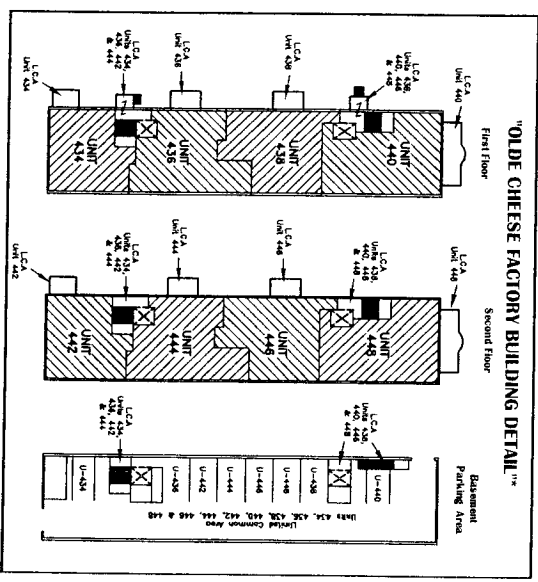 "OLDE CHEESE FACTORY BUILDING DETAIL"*
First Floor
L.C.A
Unit 440
L.C.A
Units 438,
440, 446
& 448
L.C.A
Unit 438
L.C.A
Unit 436
L.C.A
Units 434,
436, 442
& 444
L.C.A
Unit 434
UNIT
440
UNIT
438
UNIT
436
UNIT
434
Second Floor
L.C.A
Unit 448
L.C.A
Units 438,
440, 446
& 448
L.C.A
Unit 446
L.C.A
Unit 444
L.C.A
Units 434,
436, 442
& 444
L.C.A
Unit 442
UNIT
448
UNIT
446
UNIT
444
UNIT
442
Basement
Parking Area
L.C.A
Units 438,
440, 446
& 448
L.C.A
Units 434,
436, 442
& 444
U-440
U-438
U-448
U-446
U-444
U-442
U-436
U-434
Units 434, 436, 438, 440, 442, 444, 446 & 448
Limited Common Area